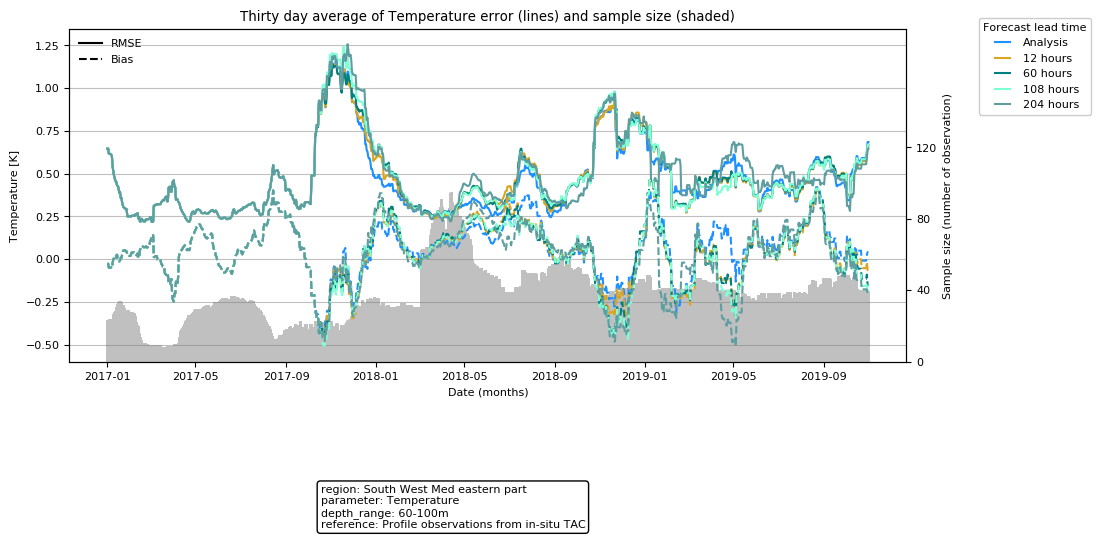 Thirty day average of Temperature error (lines) and sample size (shaded)
RMSE
Bias
1.25
1.00
0.75
0.50
0.25
0.00
−0.25
−0.50
Temperature [K]
2017-01 2017-05 2017-09 2018-01 2018-05 2018-09 2019-01 2019-05 2019-09
Date (months)
120
80
40
0
Sample size (number of observation)
Forecast lead time
Analysis
12 hours
60 hours
108 hours
204 hours
region: South West Med eastern part
parameter: Temperature
depth_range: 60-100m
reference: Profile observations from in-situ TAC